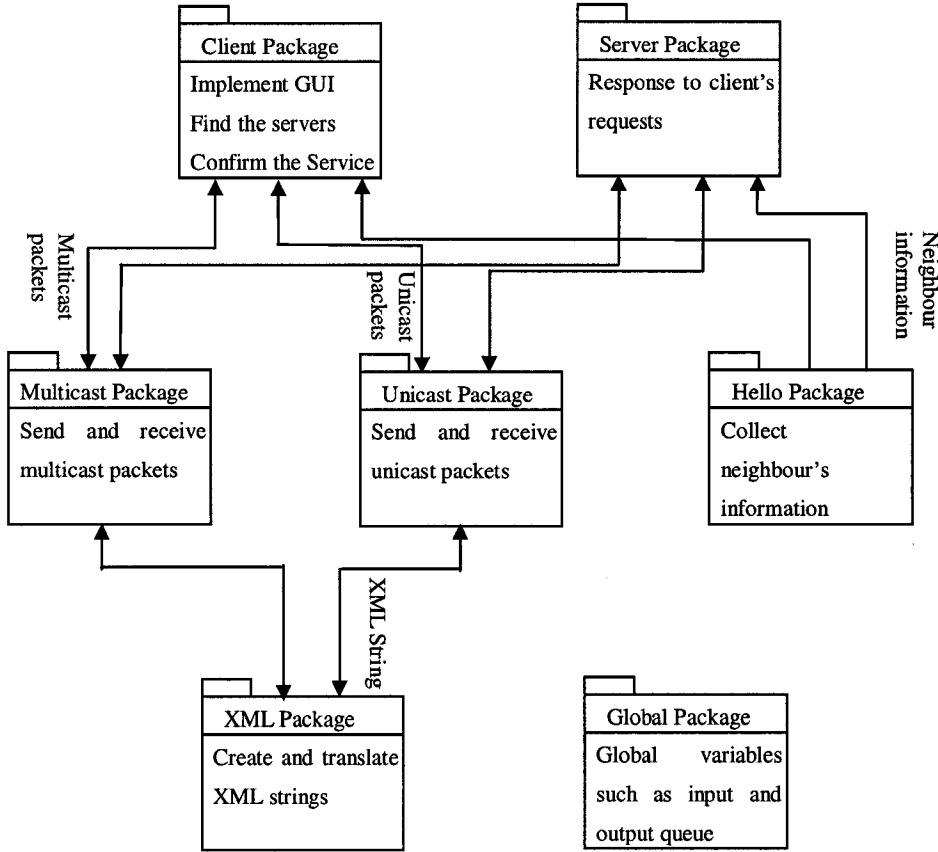 Client Package
Implement GUI
Find the servers
Confirm the Service
Server Package
Response to client's
requests
Multicast
packets
Unicast
packets
Neighbour
information
Multicast Package
Send and receive
multicast packets
Unicast Package
Send and receive
unicast packets
Hello Package
Collect
neighbour's
information
XML String
XML Package
Create and translate
XML strings
Global Package
Global variables
such as input and
output queue